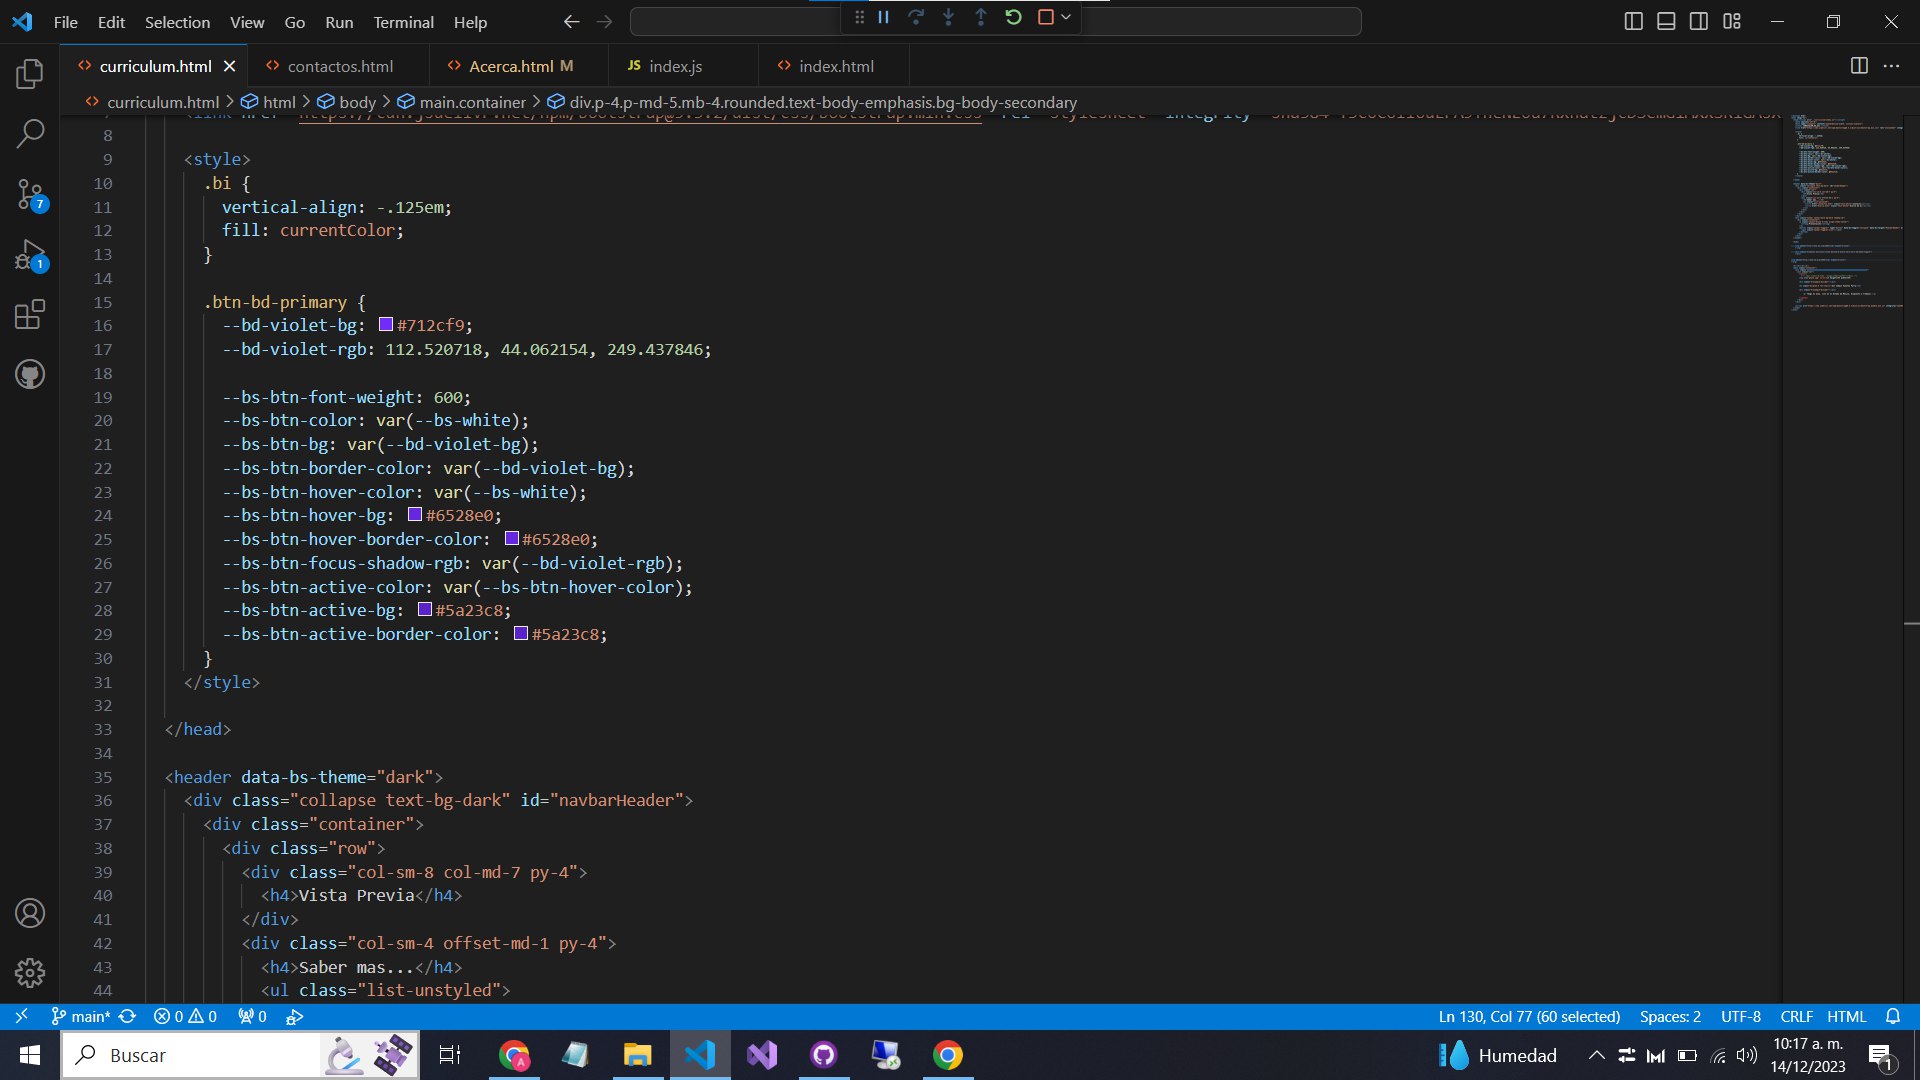 File Edit Selection View Go Run Terminal Help
curriculum.html contactos.html Acerca.html M JS index.js index.html
curriculum.html > html > body > main.container > div.p-4.p-md-5.mb-4.rounded.text-body-emphasis.bg-body-secondary
8
9 <style>
10 .bi {
11 vertical-align: -.125em;
12 fill: currentColor;
13 }
14
15 .btn-bd-primary {
16 --bd-violet-bg: #712cf9;
17 --bd-violet-rgb: 112.520718, 44.062154, 249.437846;
18
19 --bs-btn-font-weight: 600;
20 --bs-btn-color: var(--bs-white);
21 --bs-btn-bg: var(--bd-violet-bg);
22 --bs-btn-border-color: var(--bd-violet-bg);
23 --bs-btn-hover-color: var(--bs-white);
24 --bs-btn-hover-bg: #6528e0;
25 --bs-btn-hover-border-color: #6528e0;
26 --bs-btn-focus-shadow-rgb: var(--bd-violet-rgb);
27 --bs-btn-active-color: var(--bs-btn-hover-color);
28 --bs-btn-active-bg: #5a23c8;
29 --bs-btn-active-border-color: #5a23c8;
30 }
31 </style>
32
33 </head>
34
35 <header data-bs-theme="dark">
36 <div class="collapse text-bg-dark" id="navbarHeader">
37 <div class="container">
38 <div class="row">
39 <div class="col-sm-8 col-md-7 py-4">
40 <h4>Vista Previa</h4>
41 </div>
42 <div class="col-sm-4 offset-md-1 py-4">
43 <h4>Saber mas...</h4>
44 <ul class="list-unstyled">
7
1
main* 0 0 0 Ln 130, Col 77 (60 selected) Spaces: 2 UTF-8 CRLF HTML
Buscar Humedad 10:17 a. m.
14/12/2023 1